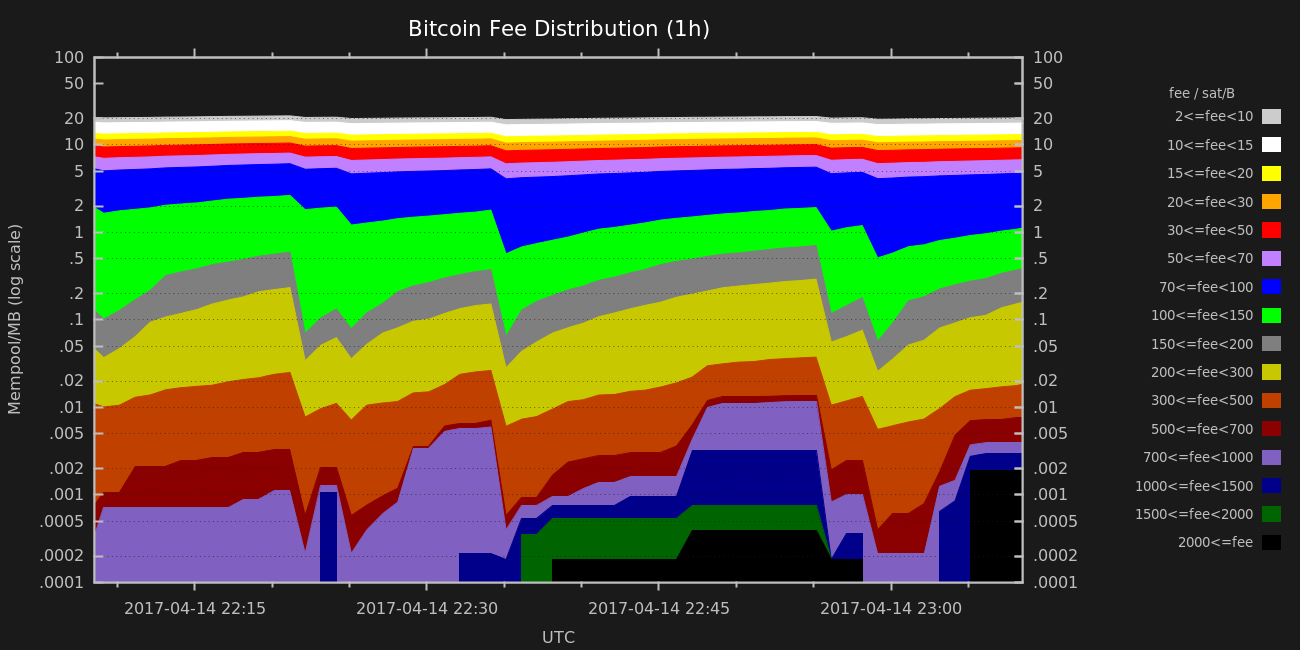 Bitcoin Fee Distribution (1h)
100 100
50 50
20 20
10 10
5 5
2 2
1 1
.5 .5
.2 .2
.1 .1
.05 .05
.02 .02
.01 .01
.005 .005
.002 .002
.001 .001
.0005 .0005
.0002 .0002
.0001 .0001
Mempool/MB (log scale)
2017-04-14 22:15 2017-04-14 22:30 2017-04-14 22:45 2017-04-14 23:00
UTC
fee / sat/B
2<=fee<10
10<=fee<15
15<=fee<20
20<=fee<30
30<=fee<50
50<=fee<70
70<=fee<100
100<=fee<150
150<=fee<200
200<=fee<300
300<=fee<500
500<=fee<700
700<=fee<1000
1000<=fee<1500
1500<=fee<2000
2000<=fee